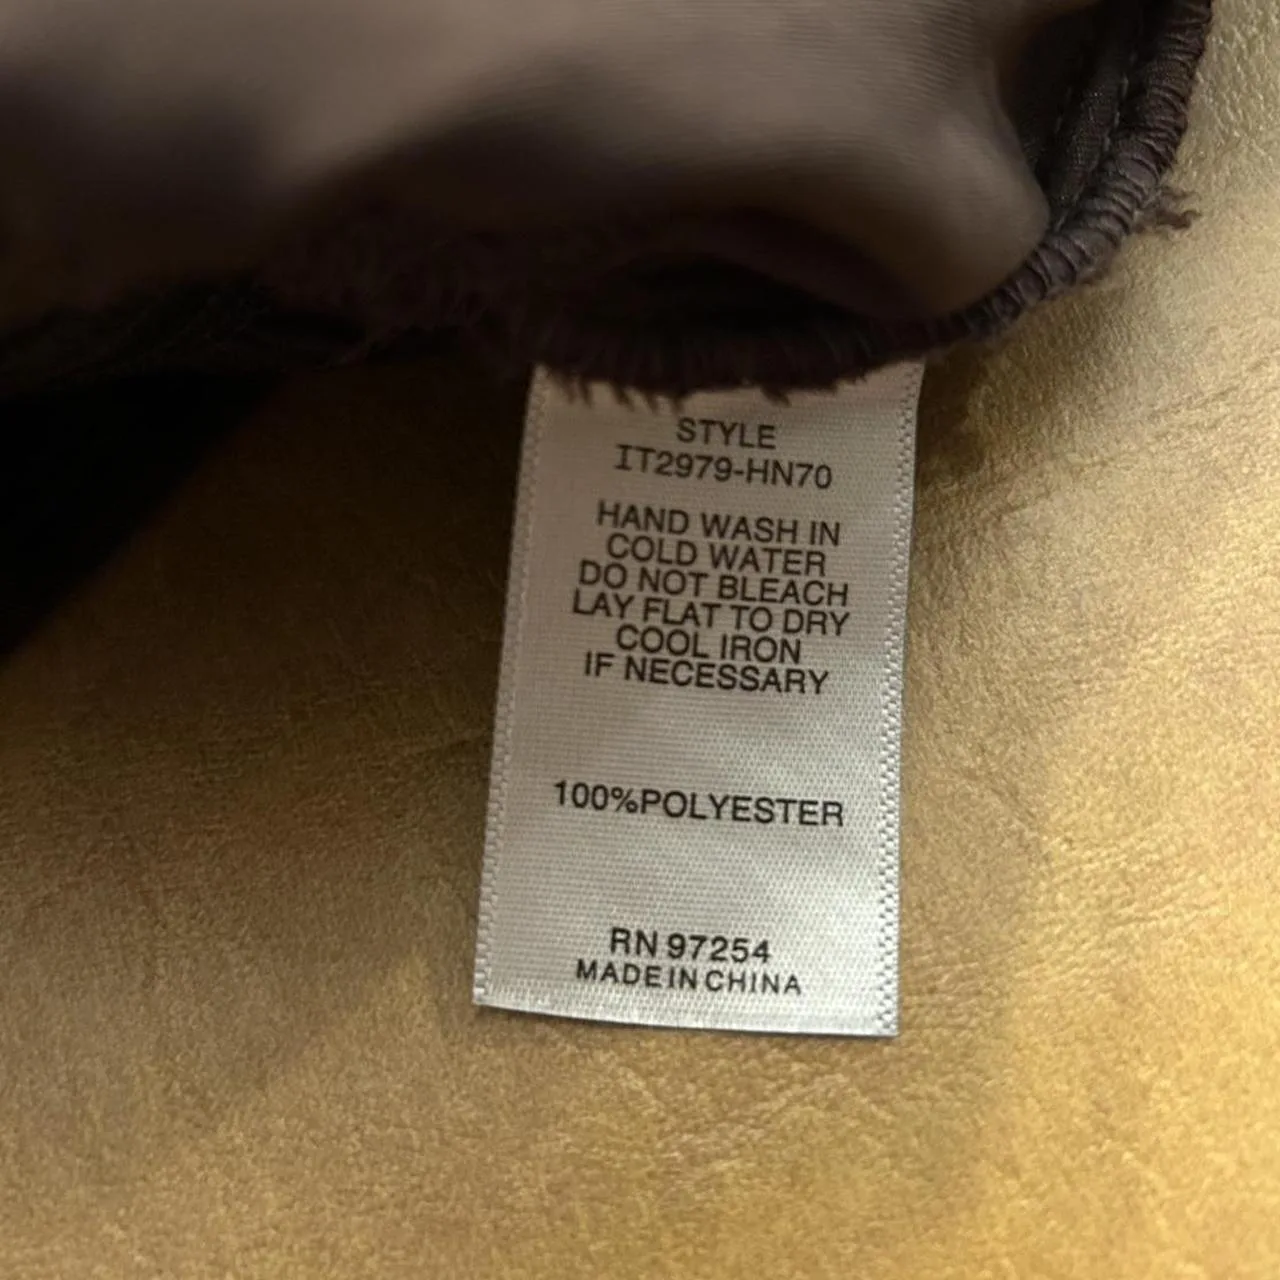 STYLE
IT2979-HN70
HAND WASH IN
COLD WATER
DO NOT BLEACH
LAY FLAT TO DRY
COOL IRON
IF NECESSARY
100%POLYESTER
RN 97254
MADE IN CHINA